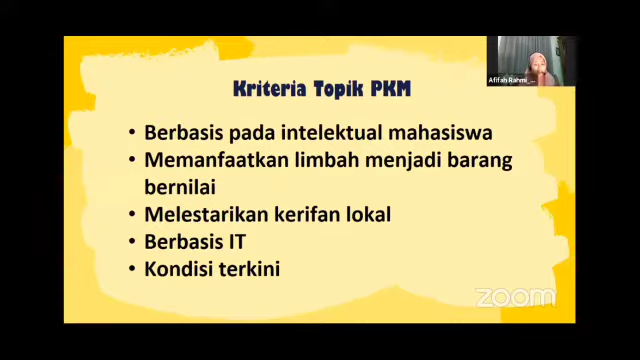 Afifah Rahmi_...
Kriteria Topik PKM
• Berbasis pada intelektual mahasiswa
• Memanfaatkan limbah menjadi barang
bernilai
• Melestarikan kerifan lokal
• Berbasis IT
• Kondisi terkini
zoom